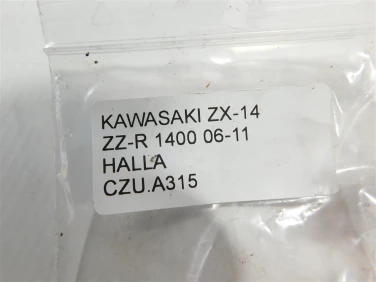 KAWASAKI ZX-14
ZZ-R 1400 06-11
HALLA
CZU.A315